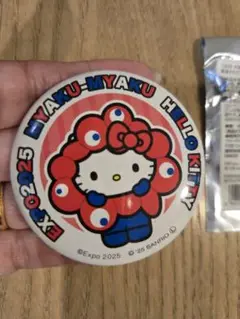 EXPO2025 MYAKU-MYAKU HELLO KITTY
©Expo 2025 © '25 SANRIO